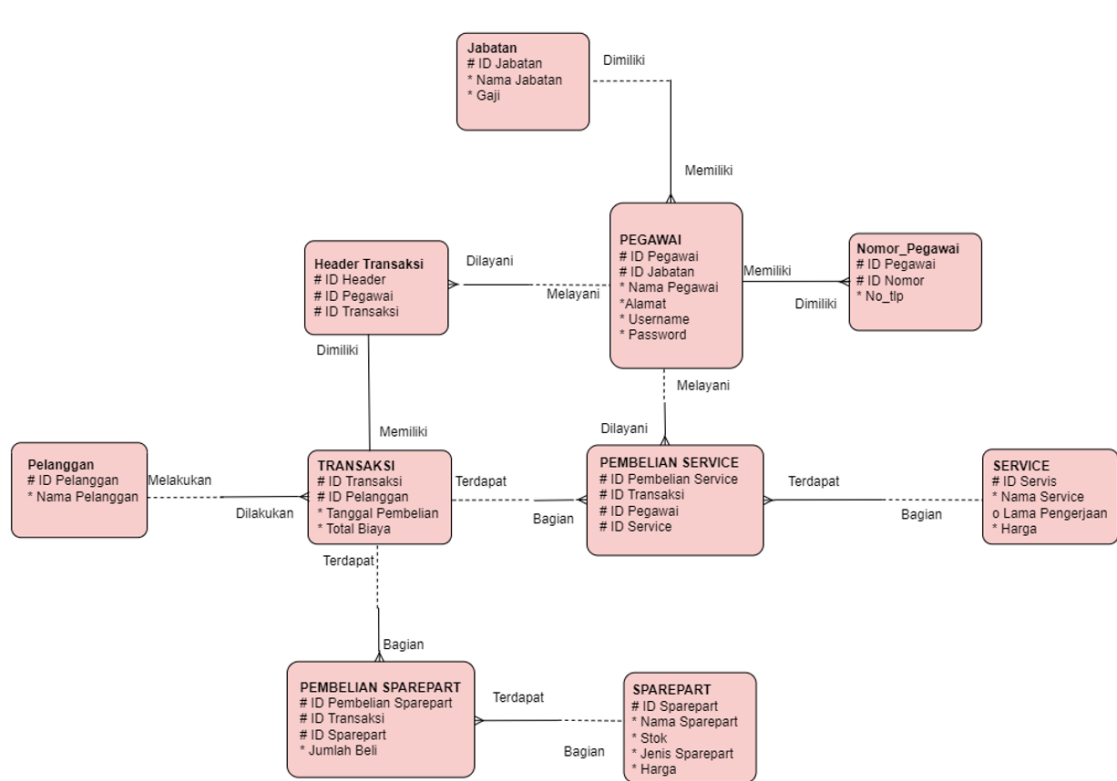 Jabatan
# ID Jabatan
* Nama Jabatan
* Gaji
Dimiliki
Memiliki
PEGAWAI
# ID Pegawai
# ID Jabatan
* Nama Pegawai
*Alamat
* Username
* Password
Nomor_Pegawai
# ID Pegawai
# ID Nomor
* No_tlp
Memiliki
Dimiliki
Header Transaksi
# ID Header
# ID Pegawai
# ID Transaksi
Dilayani
Melayani
Dimiliki
Memiliki
Melayani
Dilayani
Pelanggan
# ID Pelanggan
* Nama Pelanggan
Melakukan
Dilakukan
TRANSAKSI
# ID Transaksi
# ID Pelanggan
* Tanggal Pembelian
* Total Biaya
Terdapat
Bagian
PEMBELIAN SERVICE
# ID Pembelian Service
# ID Transaksi
# ID Pegawai
# ID Service
Terdapat
Bagian
SERVICE
# ID Servis
* Nama Service
o Lama Pengerjaan
* Harga
Terdapat
Bagian
PEMBELIAN SPAREPART
# ID Pembelian Sparepart
# ID Transaksi
# ID Sparepart
* Jumlah Beli
Terdapat
Bagian
SPAREPART
# ID Sparepart
* Nama Sparepart
* Stok
* Jenis Sparepart
* Harga